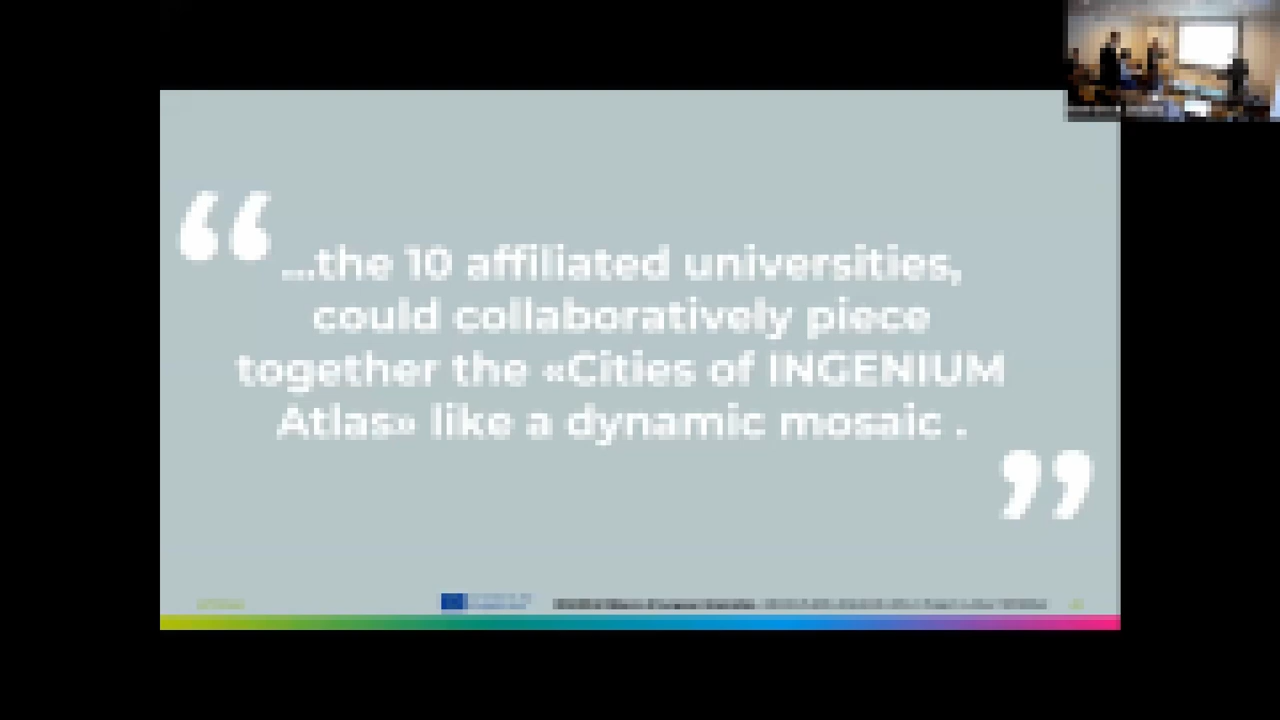 “ ...the 10 affiliated universities,
could collaboratively piece
together the «Cities of INGENIUM
Atlas» like a dynamic mosaic . ”